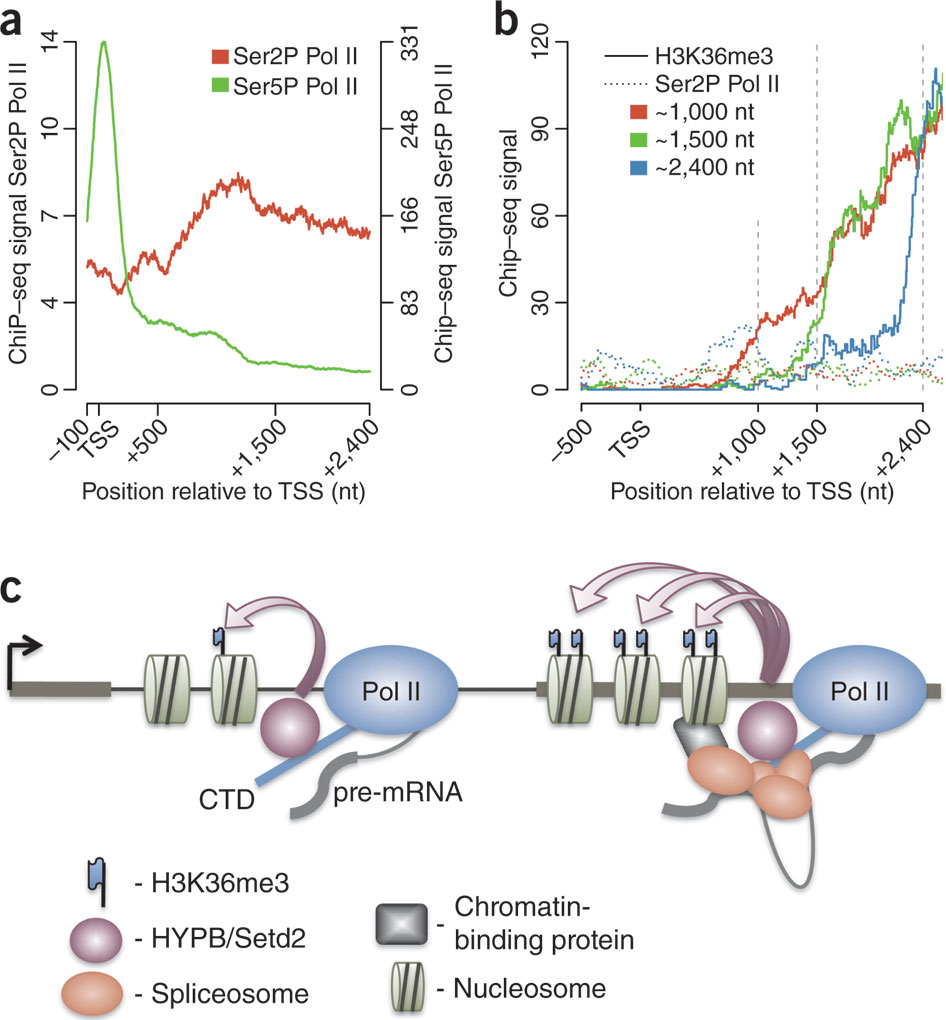 a
ChiP–seq signal Ser2P Pol II
14
10
7
4
0
Ser2P Pol II
Ser5P Pol II
331
248
166
83
0
Chip–seq signal Ser5P Pol II
–100
TSS
+500
+1,500
+2,400
Position relative to TSS (nt)
b
Chip–seq signal
120
90
60
30
0
H3K36me3
Ser2P Pol II
~1,000 nt
~1,500 nt
~2,400 nt
–500
TSS
+1,000
+1,500
+2,400
Position relative to TSS (nt)
c
Pol II
Pol II
CTD
pre-mRNA
- H3K36me3
- HYPB/Setd2
- Spliceosome
- Chromatin-
binding protein
- Nucleosome